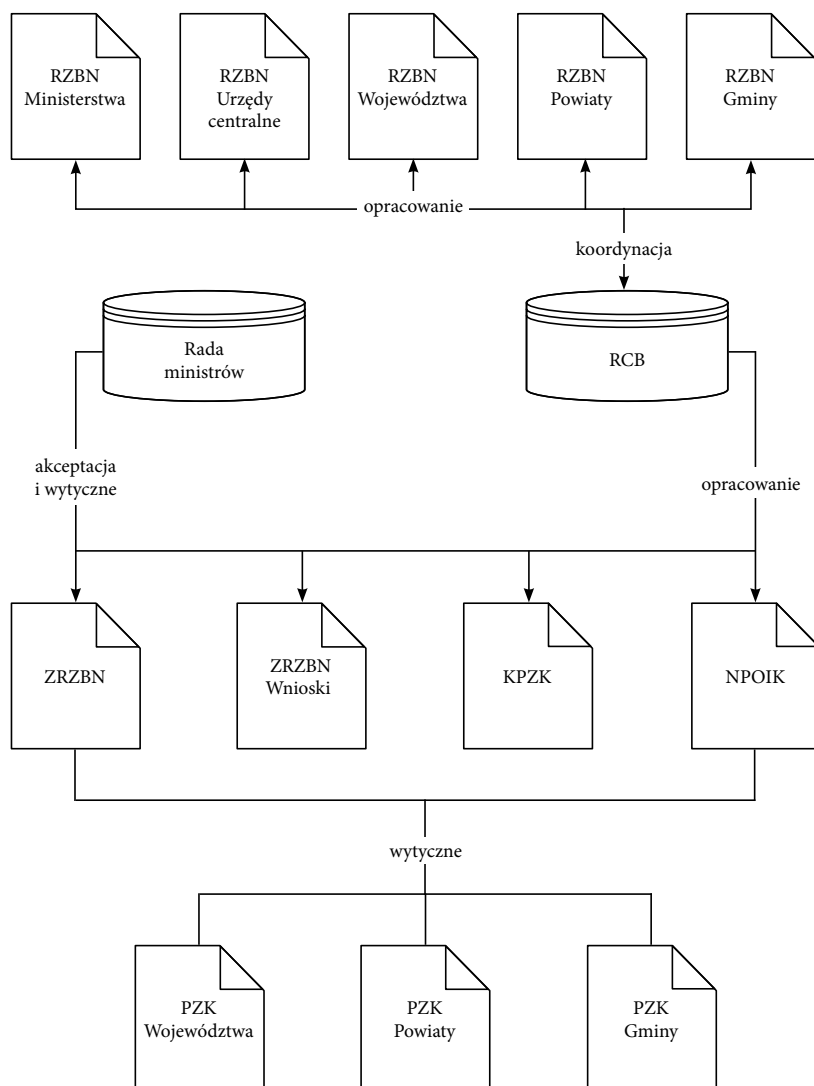 RZBN
Ministerstwa
RZBN
Urzędy
centralne
RZBN
Województwa
RZBN
Powiaty
RZBN
Gminy
opracowanie
koordynacja
Rada
ministrów
RCB
akceptacja
i wytyczne
opracowanie
ZRZBN
ZRZBN
Wnioski
KPZK
NPOIK
wytyczne
PZK
Województwa
PZK
Powiaty
PZK
Gminy